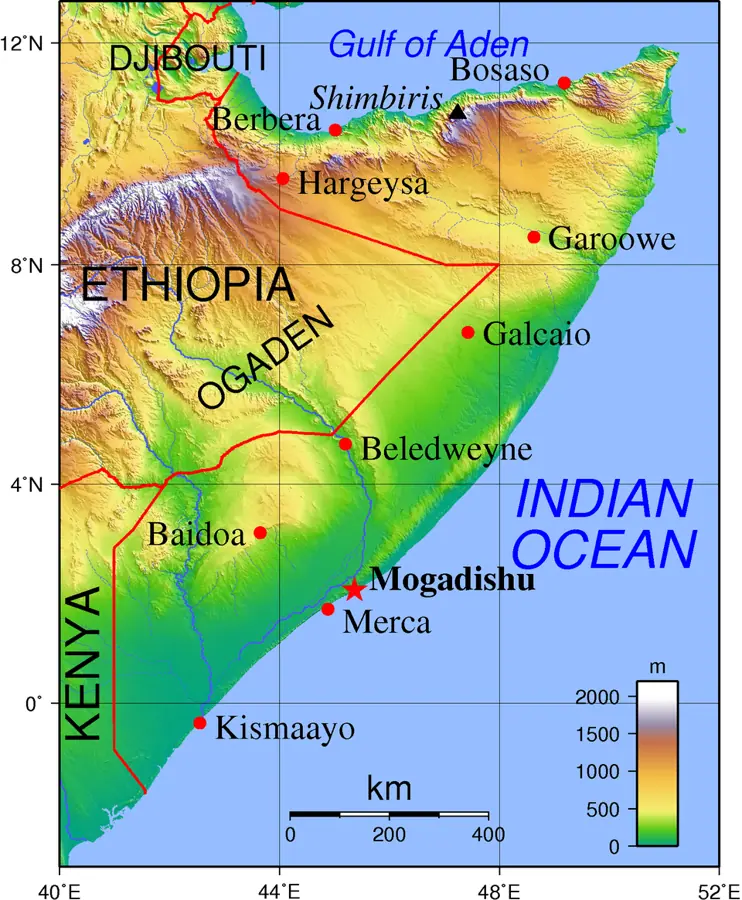 12°N
DJIBOUTI
Gulf of Aden
Bosaso
Shimbiris
Berbera
Hargeysa
Garoowe
8°N
ETHIOPIA
OGADEN
Galcaio
Beledweyne
4°N
INDIAN
OCEAN
Baidoa
Mogadishu
Merca
KENYA
0°
Kismaayo
m
2000
1500
1000
500
0
km
0 200 400
40°E 44°E 48°E 52°E